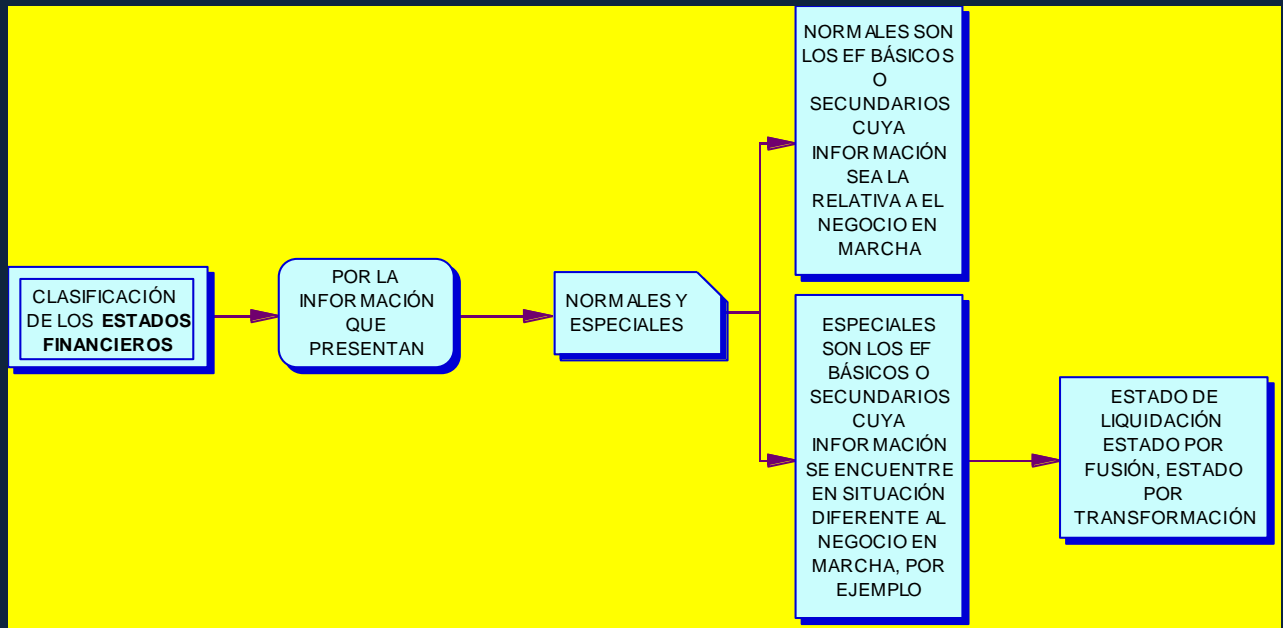 CLASIFICACIÓN
DE LOS ESTADOS
FINANCIEROS
POR LA
INFORMACIÓN
QUE
PRESENTAN
NORMALES Y
ESPECIALES
NORMALES SON
LOS EF BÁSICOS
O
SECUNDARIOS
CUYA
INFORMACIÓN
SEA LA
RELATIVA A EL
NEGOCIO EN
MARCHA
ESPECIALES
SON LOS EF
BÁSICOS O
SECUNDARIOS
CUYA
INFORMACIÓN
SE ENCUENTRE
EN SITUACIÓN
DIFERENTE AL
NEGOCIO EN
MARCHA, POR
EJEMPLO
ESTADO DE
LIQUIDACIÓN
ESTADO POR
FUSIÓN, ESTADO
POR
TRANSFORMACIÓN